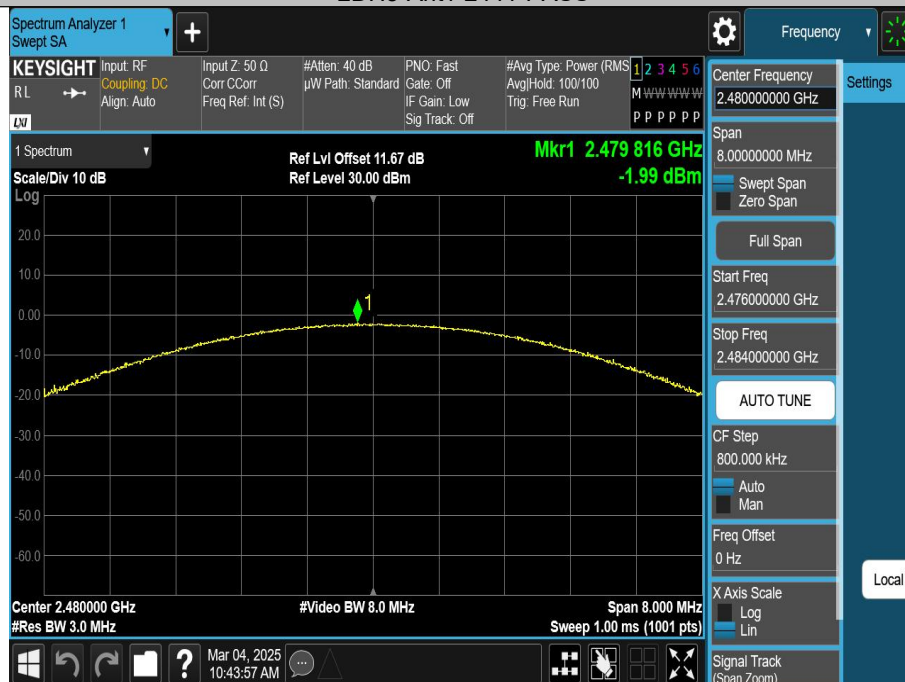 Spectrum Analyzer 1
Swept SA
+
Frequency
KEYSIGHT
RL
LXI
Input: RF
Coupling: DC
Align: Auto
Input Z: 50 Ω
Corr CCorr
Freq Ref: Int (S)
#Atten: 40 dB
µW Path: Standard
PNO: Fast
Gate: Off
IF Gain: Low
Sig Track: Off
#Avg Type: Power (RMS
Avg|Hold: 100/100
Trig: Free Run
1 2 3 4 5 6
M W W W W W
P P P P P P
1 Spectrum
Scale/Div 10 dB
Log
Ref Lvl Offset 11.67 dB
Ref Level 30.00 dBm
Mkr1 2.479 816 GHz
-1.99 dBm
20.0
10.0
0.00
-10.0
-20.0
-30.0
-40.0
-50.0
-60.0
1
Center 2.480000 GHz
#Res BW 3.0 MHz
#Video BW 8.0 MHz
Span 8.000 MHz
Sweep 1.00 ms (1001 pts)
?
Mar 04, 2025
10:43:57 AM
Center Frequency
2.480000000 GHz
Settings
Span
8.00000000 MHz
Swept Span
Zero Span
Full Span
Start Freq
2.476000000 GHz
Stop Freq
2.484000000 GHz
AUTO TUNE
CF Step
800.000 kHz
Auto
Man
Freq Offset
0 Hz
Local
X Axis Scale
Log
Lin
Signal Track
(Span Zoom)